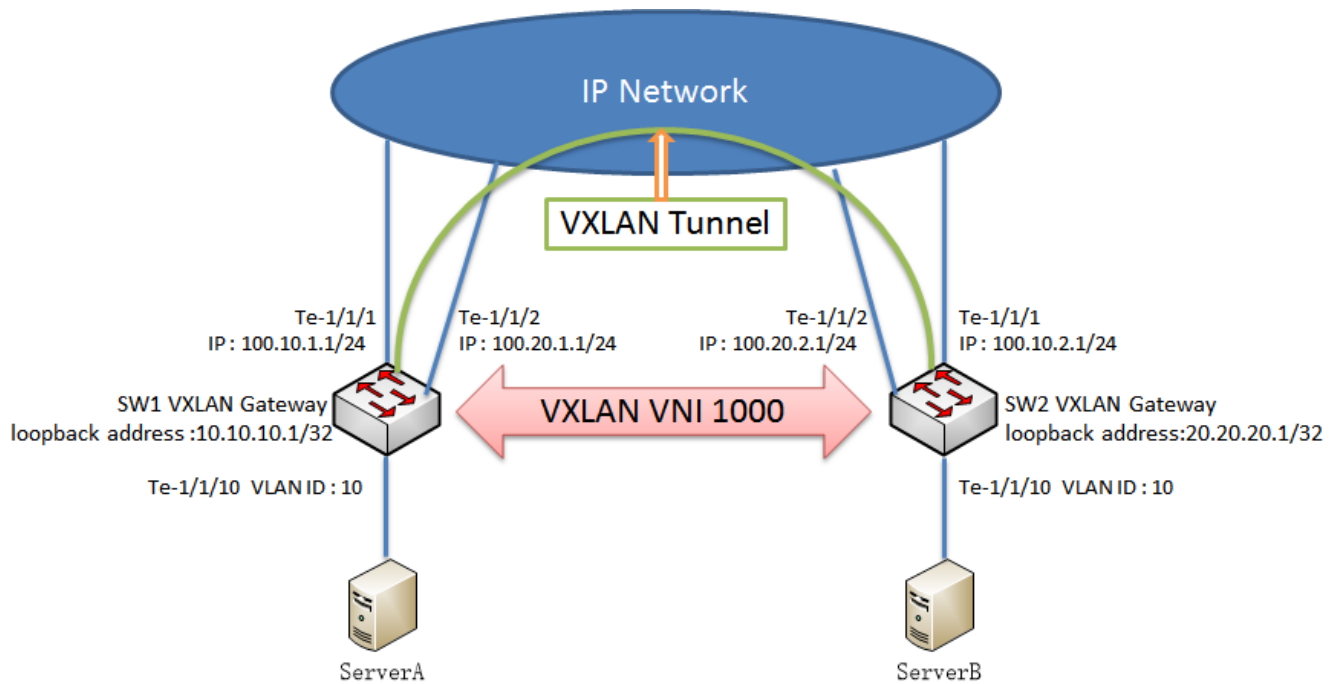 IP Network
VXLAN Tunnel
Te-1/1/1
IP : 100.10.1.1/24
Te-1/1/2
IP : 100.20.1.1/24
Te-1/1/2
IP : 100.20.2.1/24
Te-1/1/1
IP : 100.10.2.1/24
SW1 VXLAN Gateway
loopback address :10.10.10.1/32
VXLAN VNI 1000
SW2 VXLAN Gateway
loopback address:20.20.20.1/32
Te-1/1/10 VLAN ID : 10
Te-1/1/10 VLAN ID : 10
ServerA
ServerB